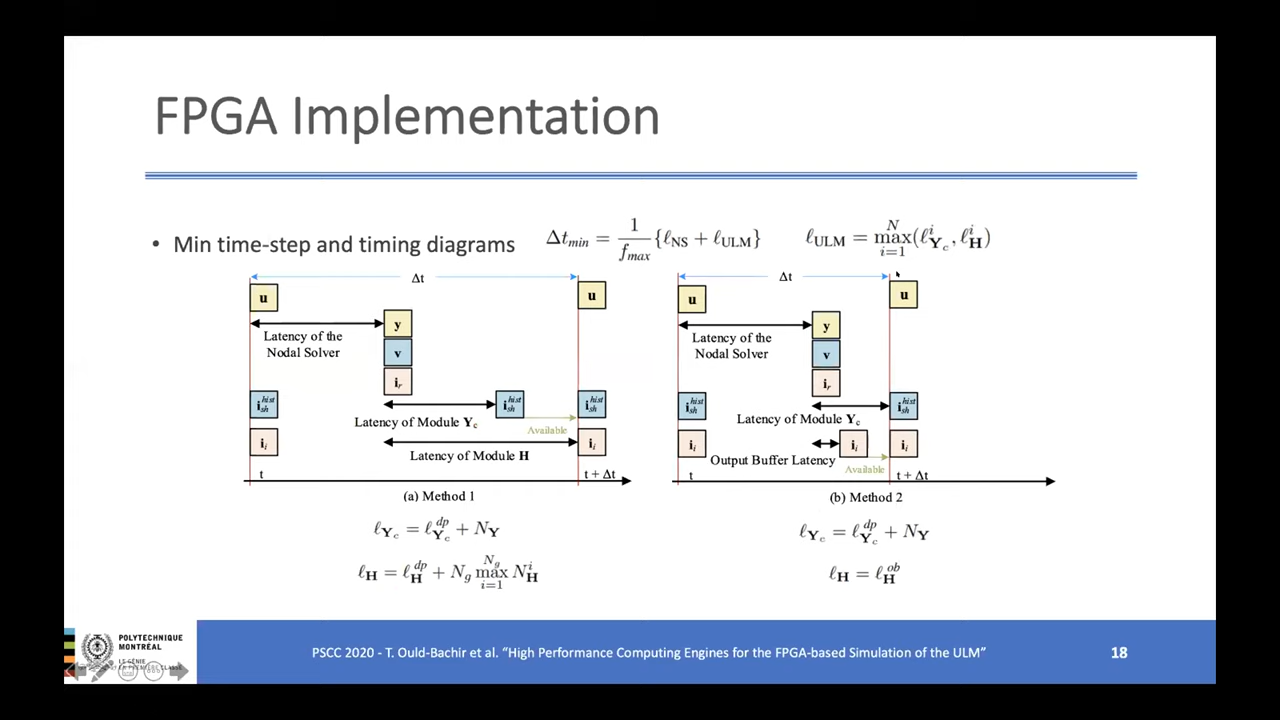 FPGA Implementation
• Min time-step and timing diagrams
Δt_min = 1/f_max {ℓ_NS + ℓ_ULM}
ℓ_ULM = max_{i=1}^{N}(ℓ^i_{Y_c}, ℓ^i_H)
Δt
u
u
y
Latency of the
Nodal Solver
v
i_r
i_sh^hist
i_sh^hist
i_sh^hist
Latency of Module Y_c
Available
i_i
i_i
Latency of Module H
t
t + Δt
(a) Method 1
ℓ_{Y_c} = ℓ^{dp}_{Y_c} + N_Y
ℓ_H = ℓ^{dp}_H + N_g max_{i=1}^{N_g} N^i_H
Δt
u
u
y
Latency of the
Nodal Solver
v
i_r
i_sh^hist
i_sh^hist
Latency of Module Y_c
i_i
i_i
i_i
Output Buffer Latency
Available
t
t + Δt
(b) Method 2
ℓ_{Y_c} = ℓ^{dp}_{Y_c} + N_Y
ℓ_H = ℓ^{ob}_H
POLYTECHNIQUE
MONTRÉAL
PSCC 2020 - T. Ould-Bachir et al. “High Performance Computing Engines for the FPGA-based Simulation of the ULM”
18